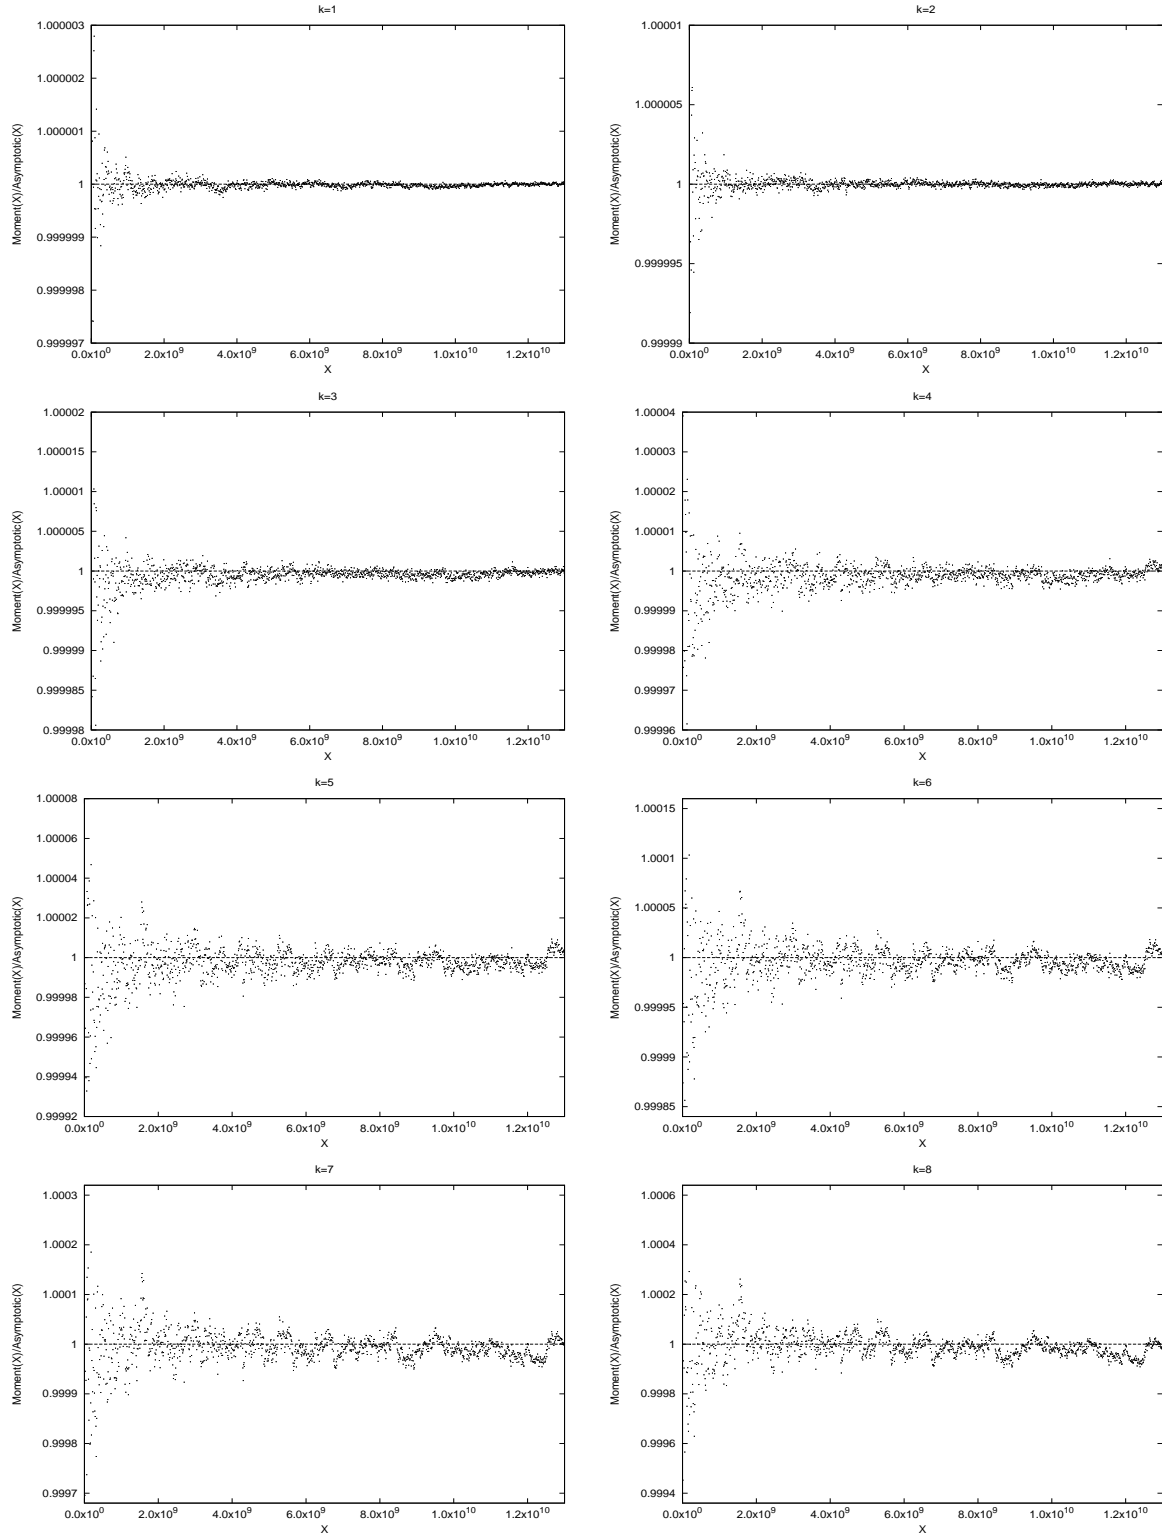 k=1
1.000003
1.000002
1.000001
1
0.999999
0.999998
0.999997
Moment(X)/Asymptotic(X)
0.0x10^0 2.0x10^9 4.0x10^9 6.0x10^9 8.0x10^9 1.0x10^10 1.2x10^10
X
k=2
1.00001
1.000005
1
0.999995
0.99999
Moment(X)/Asymptotic(X)
0.0x10^0 2.0x10^9 4.0x10^9 6.0x10^9 8.0x10^9 1.0x10^10 1.2x10^10
X
k=3
1.00002
1.000015
1.00001
1.000005
1
0.999995
0.99999
0.999985
0.99998
Moment(X)/Asymptotic(X)
0.0x10^0 2.0x10^9 4.0x10^9 6.0x10^9 8.0x10^9 1.0x10^10 1.2x10^10
X
k=4
1.00004
1.00003
1.00002
1.00001
1
0.99999
0.99998
0.99997
0.99996
Moment(X)/Asymptotic(X)
0.0x10^0 2.0x10^9 4.0x10^9 6.0x10^9 8.0x10^9 1.0x10^10 1.2x10^10
X
k=5
1.00008
1.00006
1.00004
1.00002
1
0.99998
0.99996
0.99994
0.99992
Moment(X)/Asymptotic(X)
0.0x10^0 2.0x10^9 4.0x10^9 6.0x10^9 8.0x10^9 1.0x10^10 1.2x10^10
X
k=6
1.00015
1.0001
1.00005
1
0.99995
0.9999
0.99985
Moment(X)/Asymptotic(X)
0.0x10^0 2.0x10^9 4.0x10^9 6.0x10^9 8.0x10^9 1.0x10^10 1.2x10^10
X
k=7
1.0003
1.0002
1.0001
1
0.9999
0.9998
0.9997
Moment(X)/Asymptotic(X)
0.0x10^0 2.0x10^9 4.0x10^9 6.0x10^9 8.0x10^9 1.0x10^10 1.2x10^10
X
k=8
1.0006
1.0004
1.0002
1
0.9998
0.9996
0.9994
Moment(X)/Asymptotic(X)
0.0x10^0 2.0x10^9 4.0x10^9 6.0x10^9 8.0x10^9 1.0x10^10 1.2x10^10
X